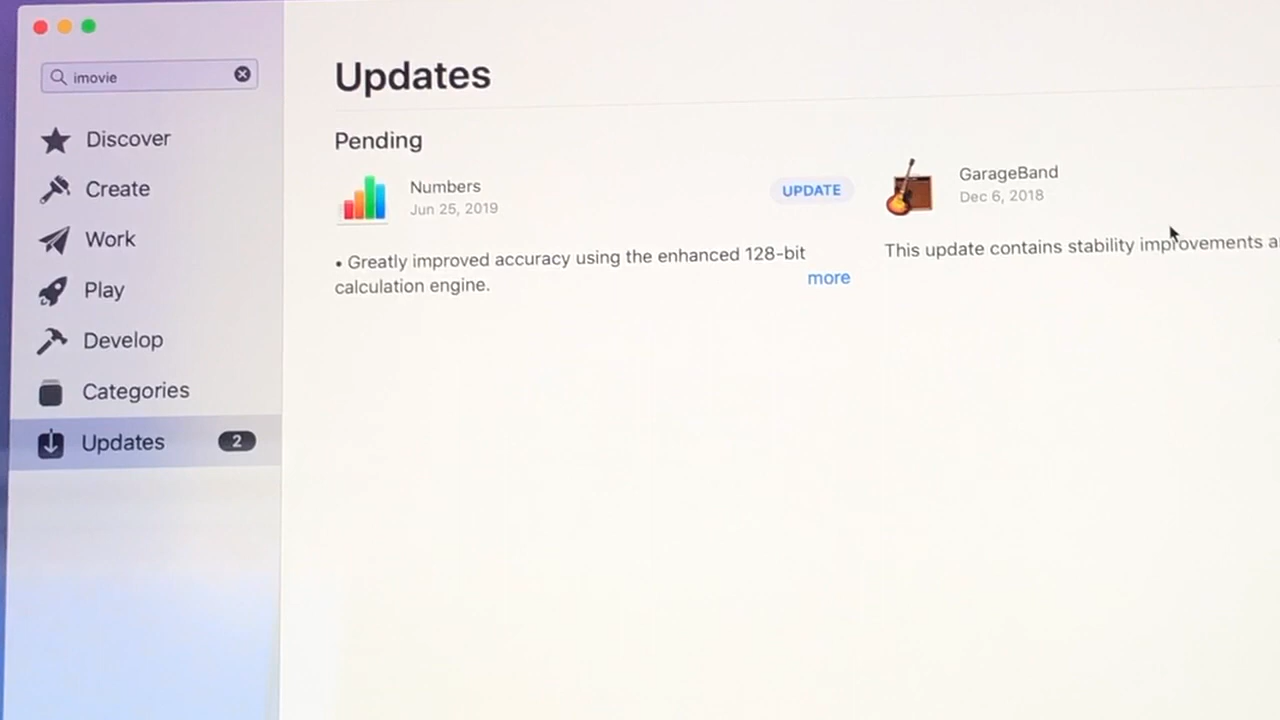 imovie
Discover
Create
Work
Play
Develop
Categories
Updates 2
Updates
Pending
Numbers
Jun 25, 2019
UPDATE
• Greatly improved accuracy using the enhanced 128-bit
calculation engine.
more
GarageBand
Dec 6, 2018
This update contains stability improvements